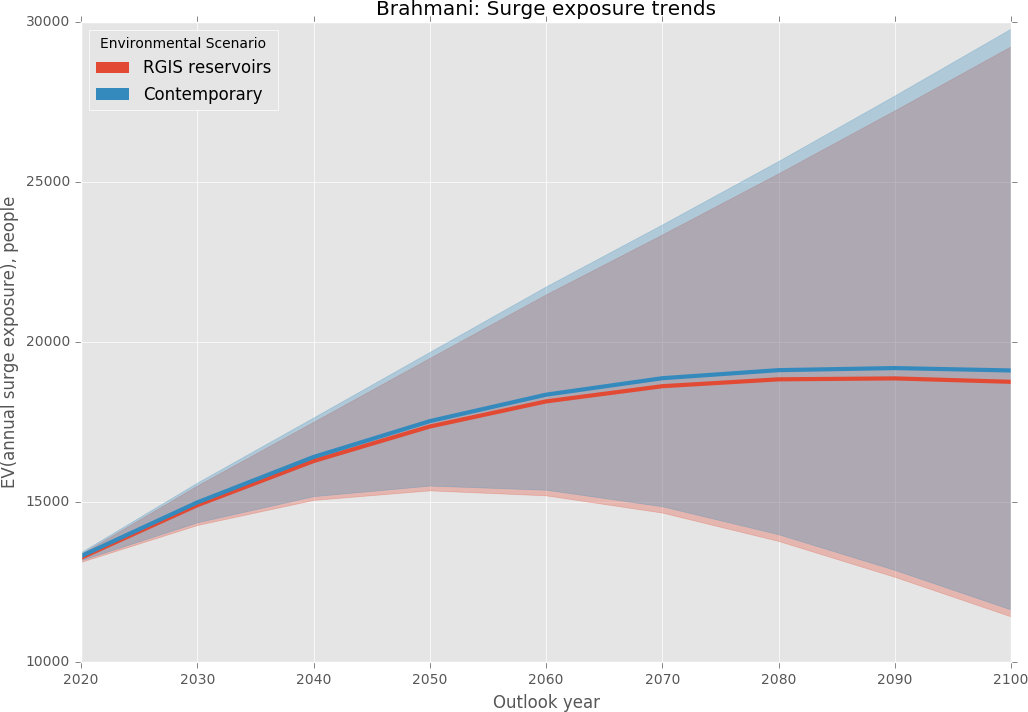 Brahmani: Surge exposure trends
30000
25000
20000
15000
10000
EV(annual surge exposure), people
Environmental Scenario
RGIS reservoirs
Contemporary
2020 2030 2040 2050 2060 2070 2080 2090 2100
Outlook year